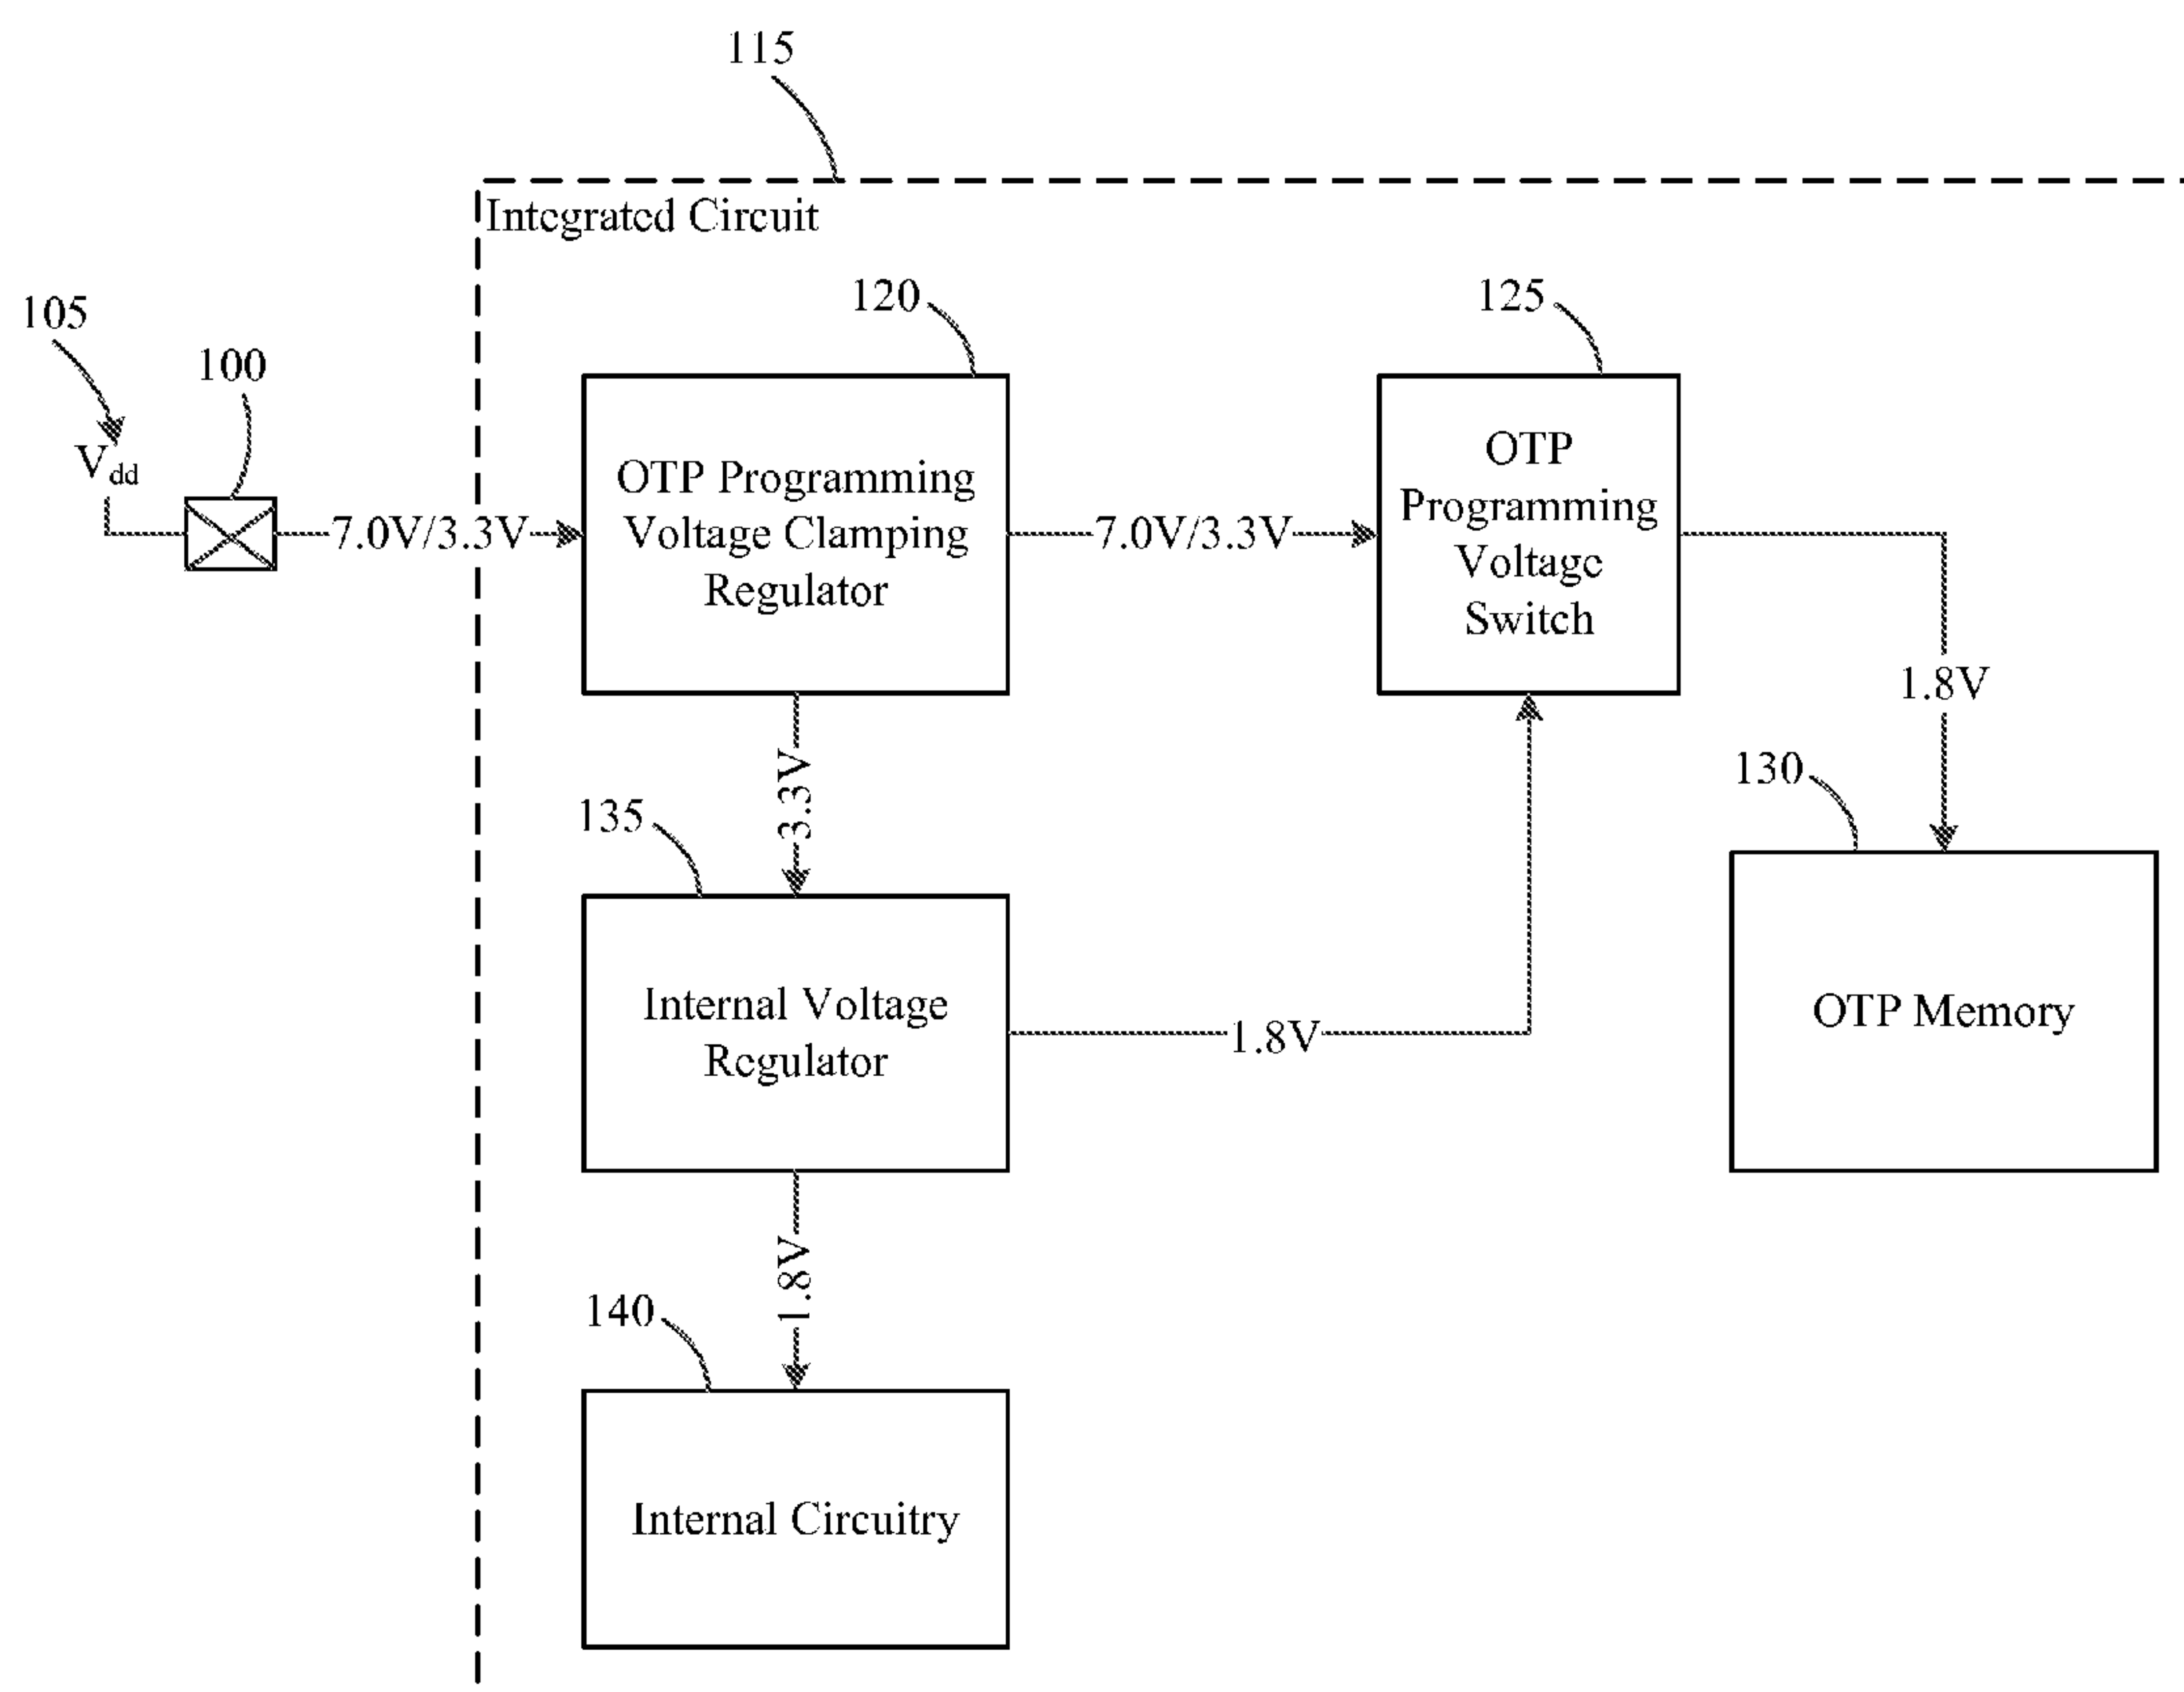 115
Integrated Circuit
105
100
120
125
Vdd
7.0V/3.3V
OTP Programming
Voltage Clamping
Regulator
7.0V/3.3V
OTP
Programming
Voltage
Switch
1.8V
3.3V
130
135
Internal Voltage
Regulator
1.8V
OTP Memory
1.8V
140
Internal Circuitry